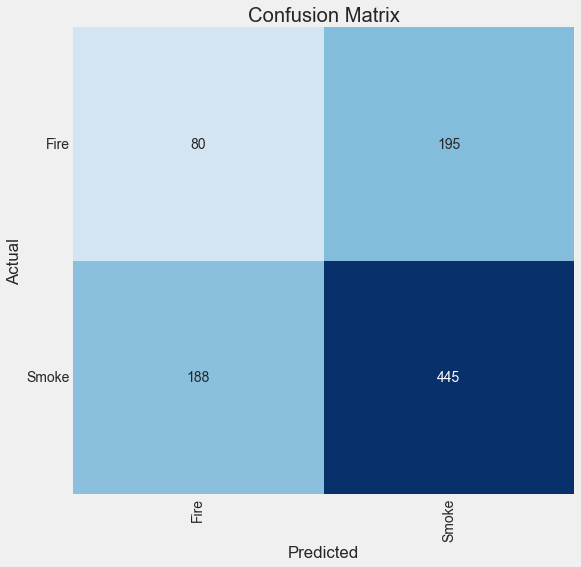 Confusion Matrix
Actual
Fire
80
195
Smoke
188
445
Fire
Smoke
Predicted